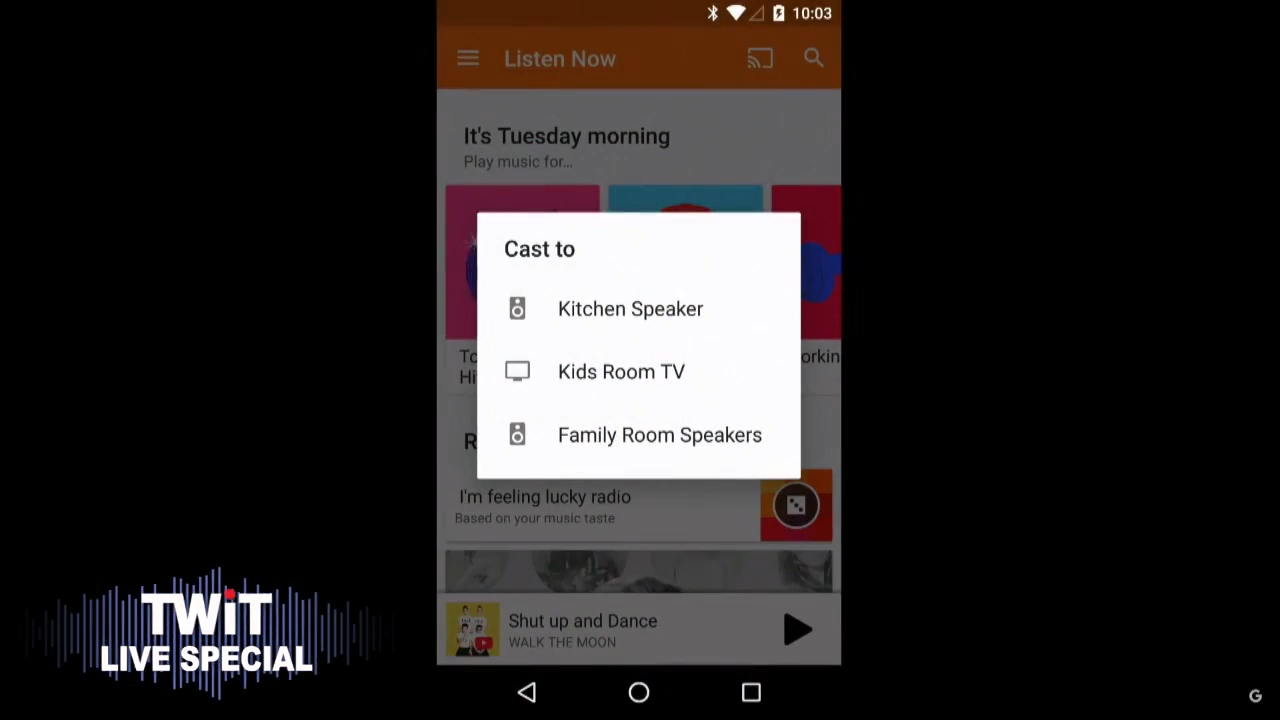 10:03
Listen Now
It's Tuesday morning
Play music for...
Cast to
Kitchen Speaker
Kids Room TV
Family Room Speakers
I'm feeling lucky radio
Based on your music taste
Shut up and Dance
WALK THE MOON
TWiT
LIVE SPECIAL
G